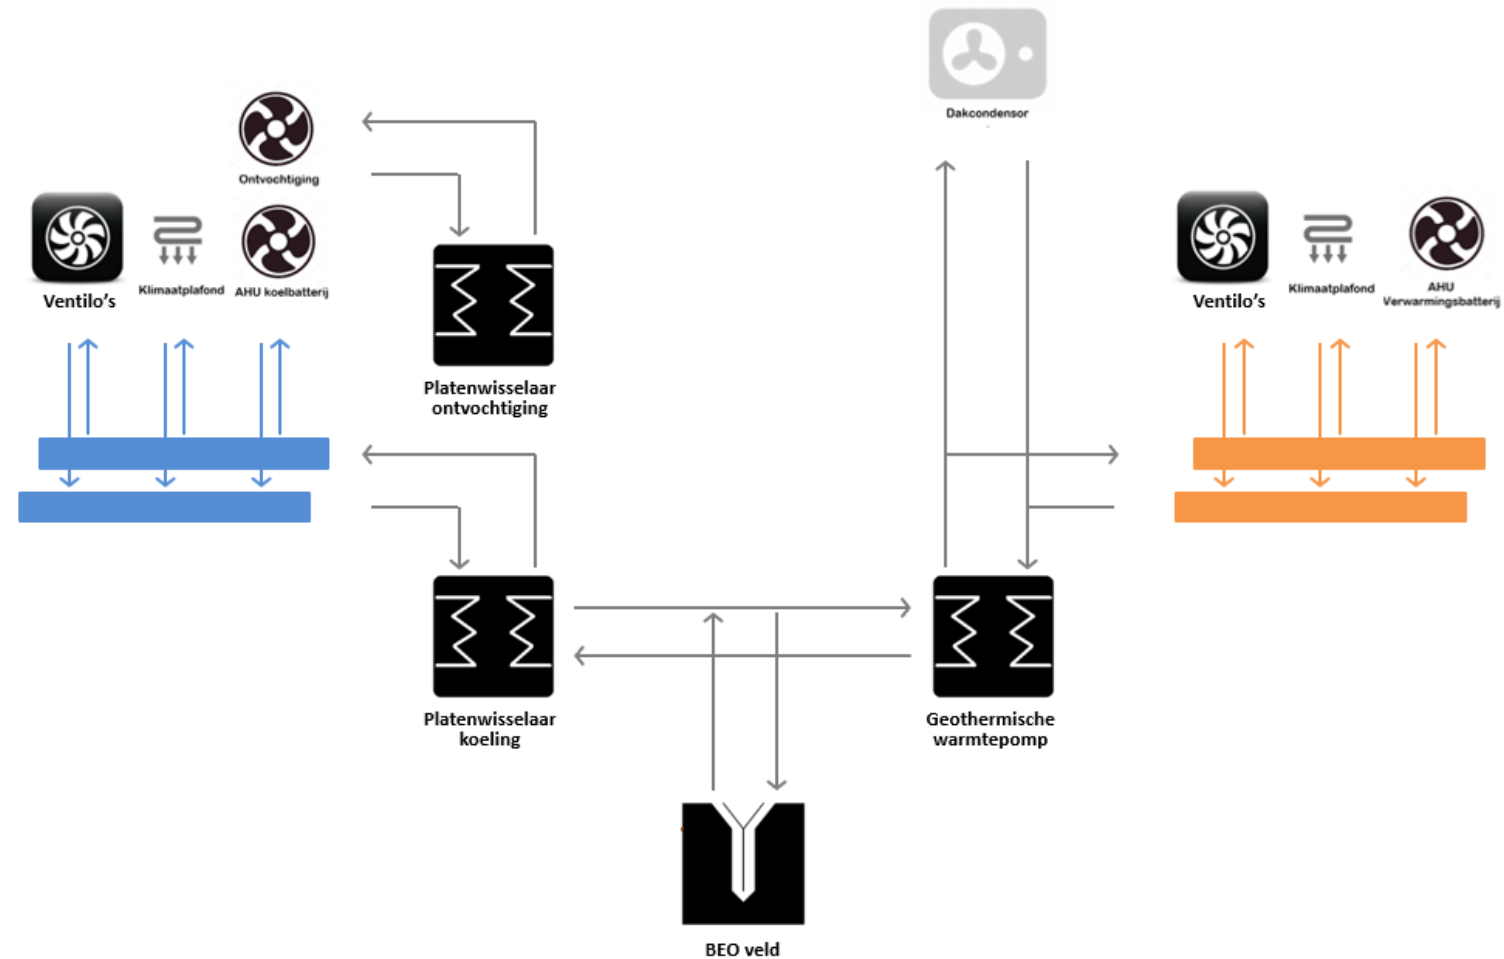 Dakcondensor
Ontvochtiging
Ventilo's
Klimaatplafond
AHU koelbatterij
Ventilo's
Klimaatplafond
AHU
Verwarmingsbatterij
Platenwisselaar
ontvochtiging
Platenwisselaar
koeling
Geothermische
warmtepomp
BEO veld